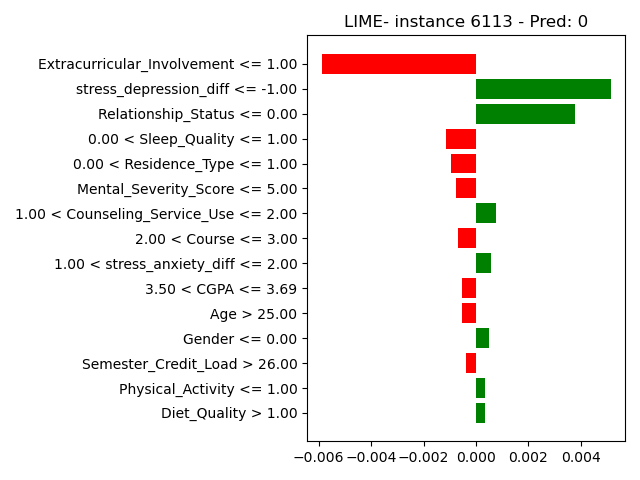 LIME- instance 6113 - Pred: 0
Extracurricular_Involvement <= 1.00
stress_depression_diff <= -1.00
Relationship_Status <= 0.00
0.00 < Sleep_Quality <= 1.00
0.00 < Residence_Type <= 1.00
Mental_Severity_Score <= 5.00
1.00 < Counseling_Service_Use <= 2.00
2.00 < Course <= 3.00
1.00 < stress_anxiety_diff <= 2.00
3.50 < CGPA <= 3.69
Age > 25.00
Gender <= 0.00
Semester_Credit_Load > 26.00
Physical_Activity <= 1.00
Diet_Quality > 1.00
−0.006 −0.004 −0.002 0.000 0.002 0.004